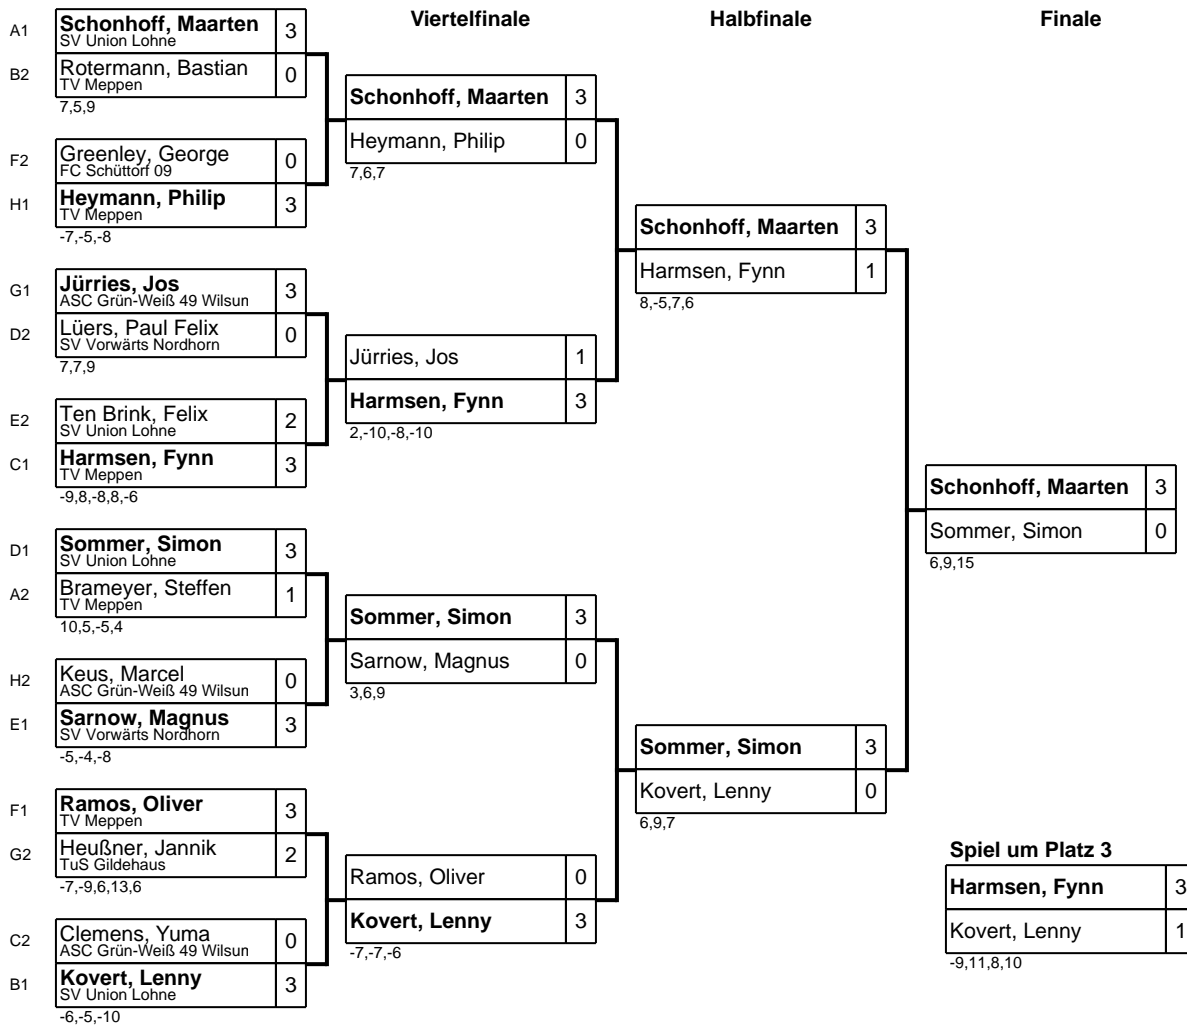 Viertelfinale
Halbfinale
Finale
A1
Schonhoff, Maarten 3
SV Union Lohne
B2
Rotermann, Bastian 0
TV Meppen
7,5,9
F2
Greenley, George 0
FC Schüttorf 09
H1
Heymann, Philip 3
TV Meppen
-7,-5,-8
G1
Jürries, Jos 3
ASC Grün-Weiß 49 Wilsun
D2
Lüers, Paul Felix 0
SV Vorwärts Nordhorn
7,7,9
E2
Ten Brink, Felix 2
SV Union Lohne
C1
Harmsen, Fynn 3
TV Meppen
-9,8,-8,8,-6
D1
Sommer, Simon 3
SV Union Lohne
A2
Brameyer, Steffen 1
TV Meppen
10,5,-5,4
H2
Keus, Marcel 0
ASC Grün-Weiß 49 Wilsun
E1
Sarnow, Magnus 3
SV Vorwärts Nordhorn
-5,-4,-8
F1
Ramos, Oliver 3
TV Meppen
G2
Heußner, Jannik 2
TuS Gildehaus
-7,-9,6,13,6
C2
Clemens, Yuma 0
ASC Grün-Weiß 49 Wilsun
B1
Kovert, Lenny 3
SV Union Lohne
-6,-5,-10
Schonhoff, Maarten 3
Heymann, Philip 0
7,6,7
Jürries, Jos 1
Harmsen, Fynn 3
2,-10,-8,-10
Sommer, Simon 3
Sarnow, Magnus 0
3,6,9
Ramos, Oliver 0
Kovert, Lenny 3
-7,-7,-6
Schonhoff, Maarten 3
Harmsen, Fynn 1
8,-5,7,6
Sommer, Simon 3
Kovert, Lenny 0
6,9,7
Schonhoff, Maarten 3
Sommer, Simon 0
6,9,15
Spiel um Platz 3
Harmsen, Fynn 3
Kovert, Lenny 1
-9,11,8,10